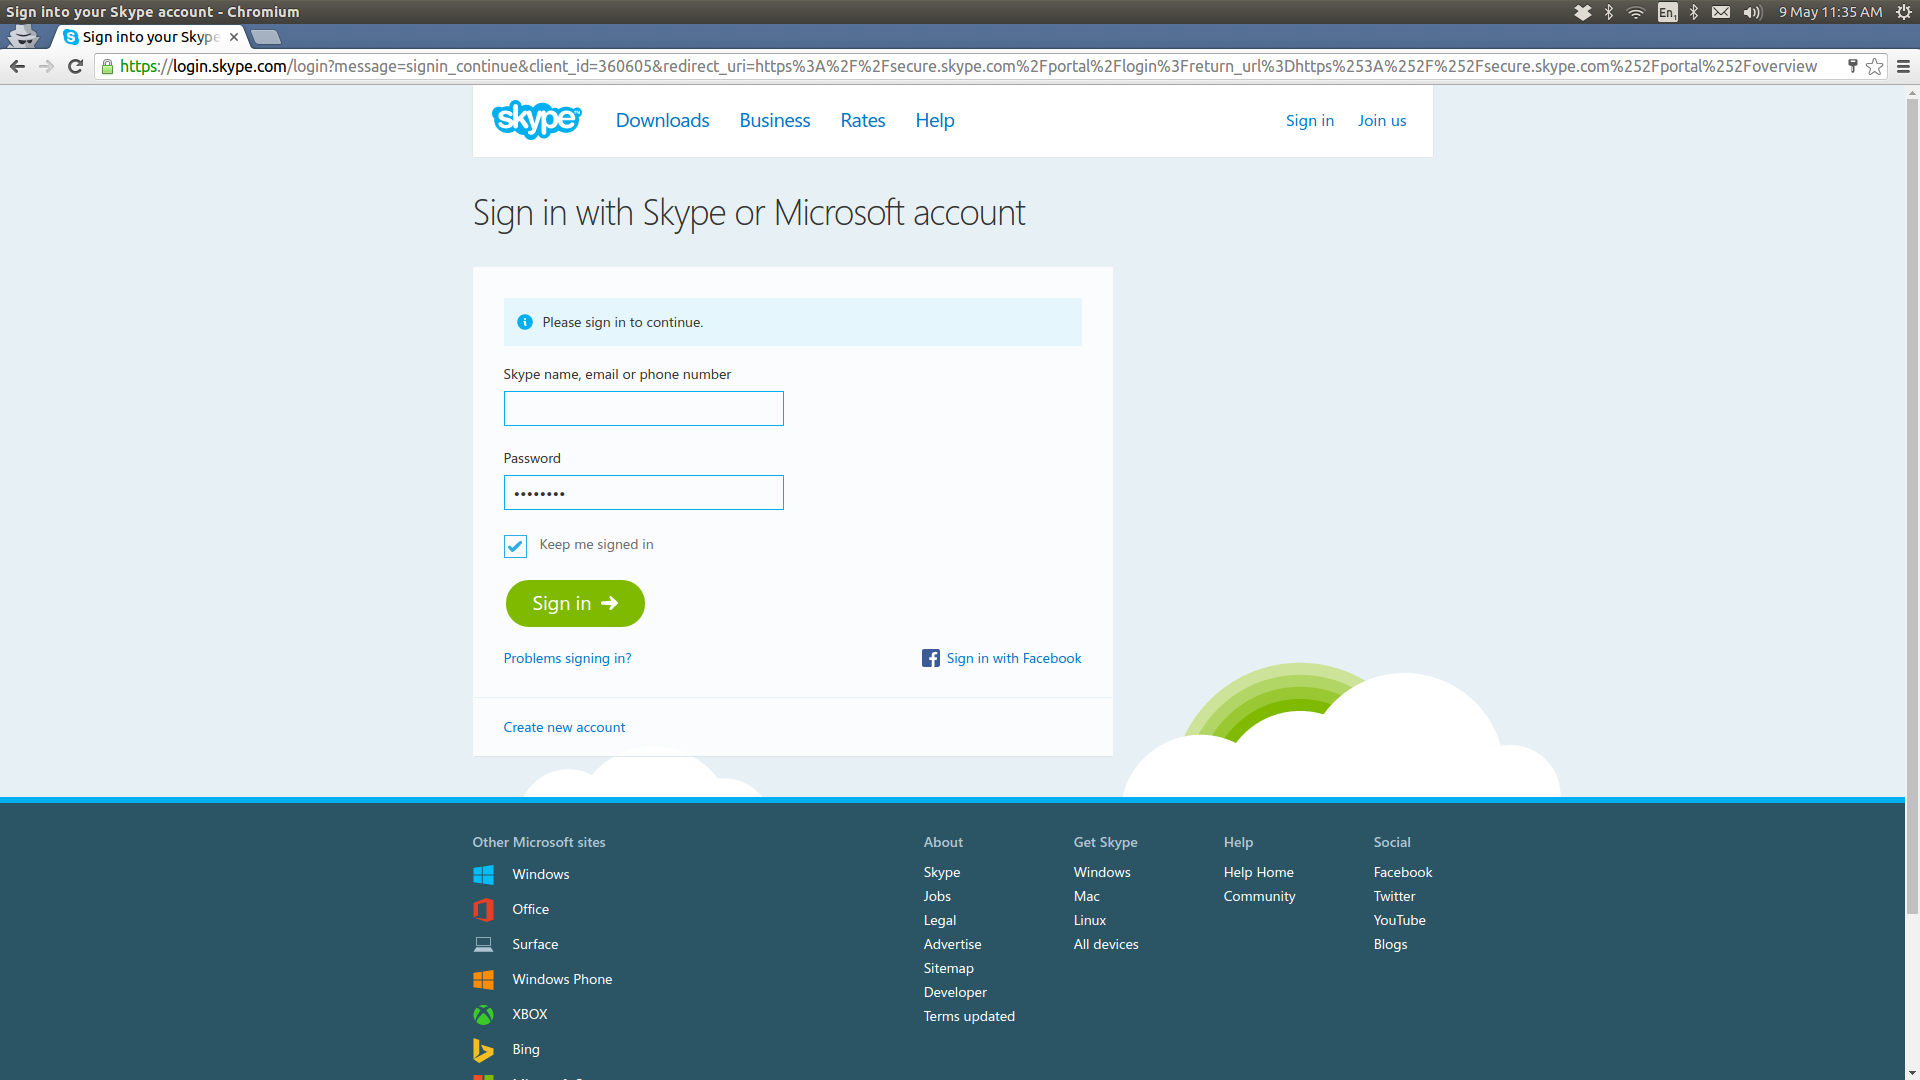 Sign into your Skype account - Chromium
En1
9 May 11:35 AM
Sign into your Skype
https://login.skype.com/login?message=signin_continue&client_id=360605&redirect_uri=https%3A%2F%2Fsecure.skype.com%2Fportal%2Flogin%3Freturn_url%3Dhttps%253A%252F%252Fsecure.skype.com%252Fportal%252Foverview
skype™
Downloads
Business
Rates
Help
Sign in
Join us
Sign in with Skype or Microsoft account
Please sign in to continue.
Skype name, email or phone number
Password
••••••••
Keep me signed in
Sign in
Problems signing in?
Sign in with Facebook
Create new account
Other Microsoft sites
Windows
Office
Surface
Windows Phone
XBOX
Bing
About
Skype
Jobs
Legal
Advertise
Sitemap
Developer
Terms updated
Get Skype
Windows
Mac
Linux
All devices
Help
Help Home
Community
Social
Facebook
Twitter
YouTube
Blogs